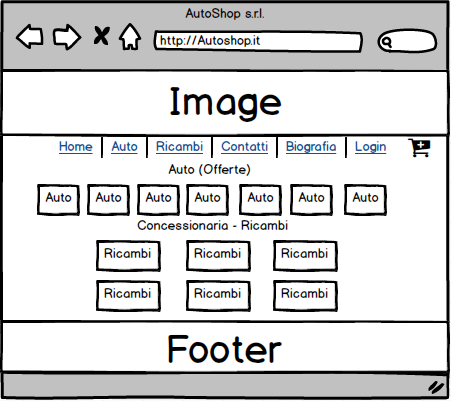 AutoShop s.r.l.
http://Autoshop.it
Image
Home Auto Ricambi Contatti Biografia Login
Auto (Offerte)
Auto Auto Auto Auto Auto Auto Auto
Concessionaria - Ricambi
Ricambi Ricambi Ricambi
Ricambi Ricambi Ricambi
Footer